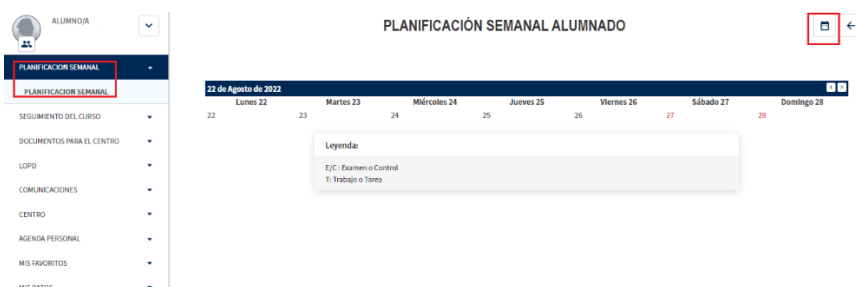 ALUMNO/A
PLANIFICACIÓN SEMANAL ALUMNADO
PLANIFICACION SEMANAL
PLANIFICACION SEMANAL
SEGUIMIENTO DEL CURSO
DOCUMENTOS PARA EL CENTRO
LOPD
COMUNICACIONES
CENTRO
AGENDA PERSONAL
MIS FAVORITOS
MIS DATOS
22 de Agosto de 2022
Lunes 22 Martes 23 Miércoles 24 Jueves 25 Viernes 26 Sábado 27 Domingo 28
22 23 24 25 26 27 28
Leyenda:
E/C : Examen o Control
T: Trabajo o Tarea